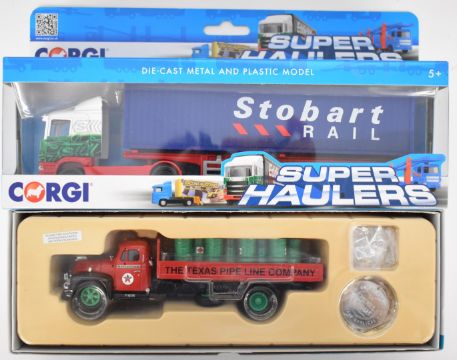 CORGI
SUPER
HAULERS
DIE-CAST METAL AND PLASTIC MODEL
5+
Stobart
RAIL
CORGI
SUPER
HAULERS
THE TEXAS PIPE LINE COMPANY